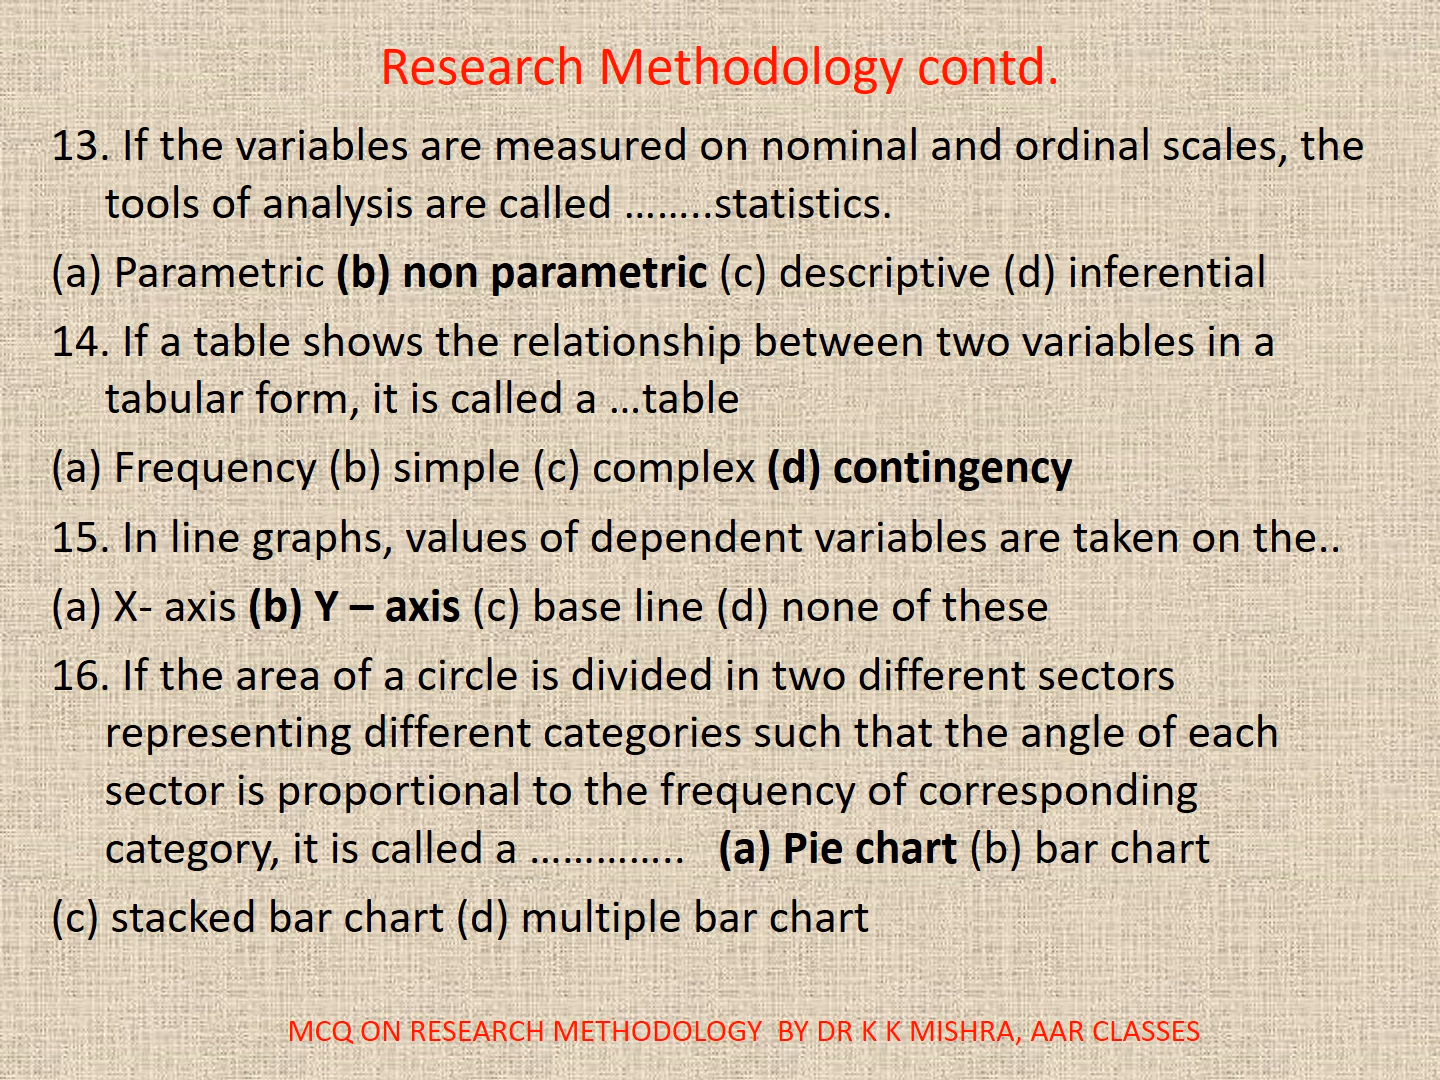 Research Methodology contd.
13. If the variables are measured on nominal and ordinal scales, the
tools of analysis are called ........statistics.
(a) Parametric (b) non parametric (c) descriptive (d) inferential
14. If a table shows the relationship between two variables in a
tabular form, it is called a ...table
(a) Frequency (b) simple (c) complex (d) contingency
15. In line graphs, values of dependent variables are taken on the..
(a) X- axis (b) Y – axis (c) base line (d) none of these
16. If the area of a circle is divided in two different sectors
representing different categories such that the angle of each
sector is proportional to the frequency of corresponding
category, it is called a .............. (a) Pie chart (b) bar chart
(c) stacked bar chart (d) multiple bar chart
MCQ ON RESEARCH METHODOLOGY BY DR K K MISHRA, AAR CLASSES